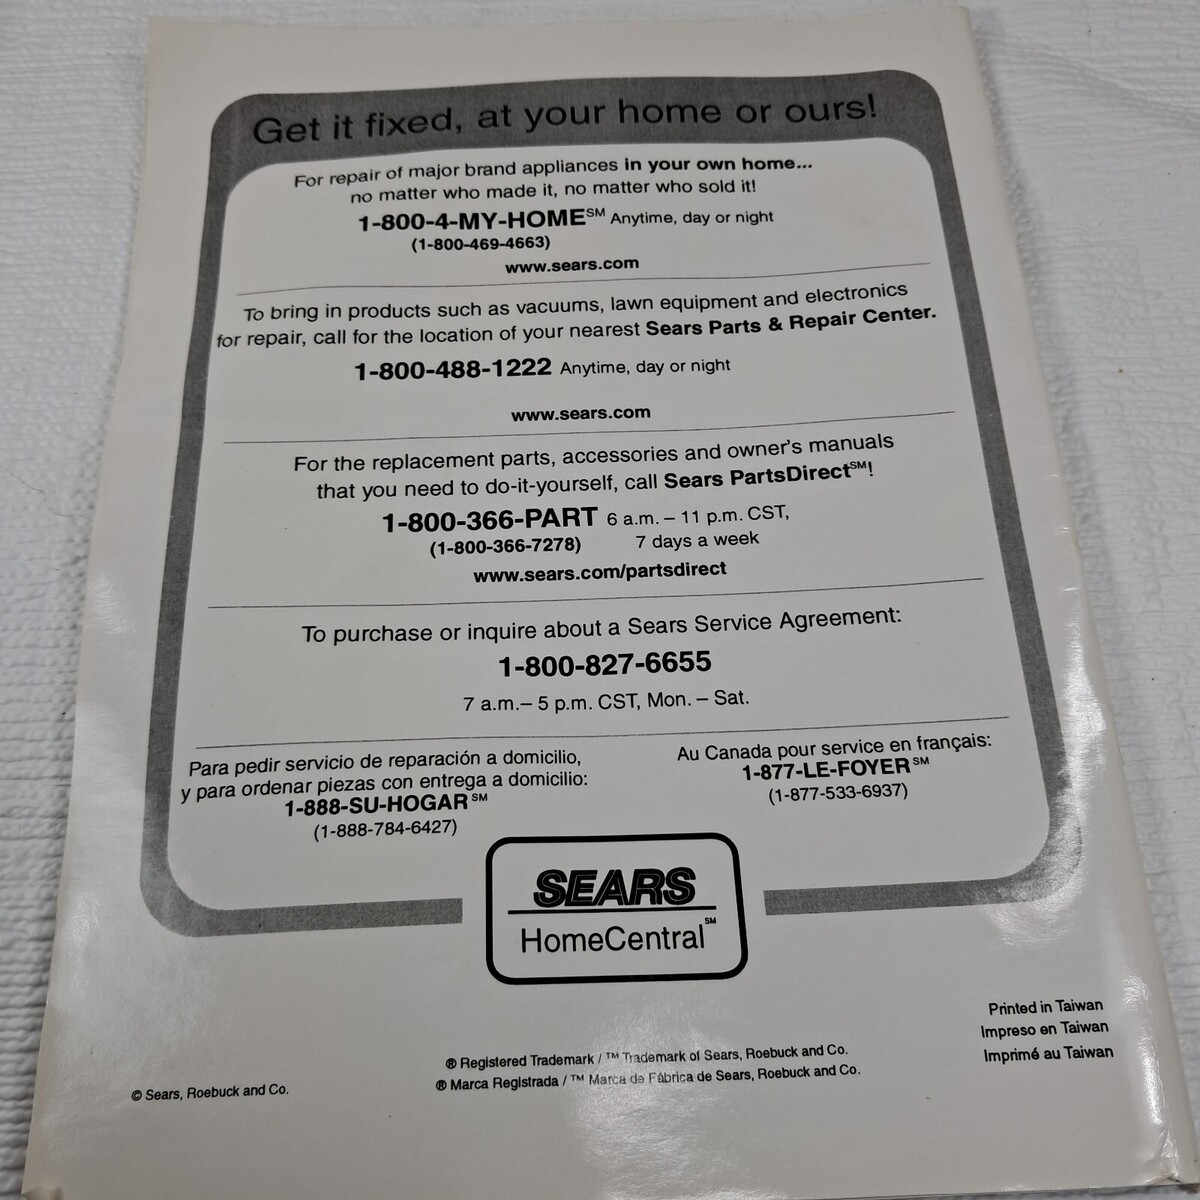 Get it fixed, at your home or ours!
For repair of major brand appliances in your own home...
no matter who made it, no matter who sold it!
1-800-4-MY-HOME℠ Anytime, day or night
(1-800-469-4663)
www.sears.com
To bring in products such as vacuums, lawn equipment and electronics
for repair, call for the location of your nearest Sears Parts & Repair Center.
1-800-488-1222 Anytime, day or night
www.sears.com
For the replacement parts, accessories and owner's manuals
that you need to do-it-yourself, call Sears PartsDirect℠!
1-800-366-PART 6 a.m. – 11 p.m. CST,
(1-800-366-7278) 7 days a week
www.sears.com/partsdirect
To purchase or inquire about a Sears Service Agreement:
1-800-827-6655
7 a.m.– 5 p.m. CST, Mon. – Sat.
Para pedir servicio de reparación a domicilio,
y para ordenar piezas con entrega a domicilio:
1-888-SU-HOGAR℠
(1-888-784-6427)
Au Canada pour service en français:
1-877-LE-FOYER℠
(1-877-533-6937)
SEARS
HomeCentral℠
Printed in Taiwan
Impreso en Taiwan
Imprimé au Taiwan
® Registered Trademark / ™ Trademark of Sears, Roebuck and Co.
® Marca Registrada / ™ Marca de Fábrica de Sears, Roebuck and Co.
© Sears, Roebuck and Co.